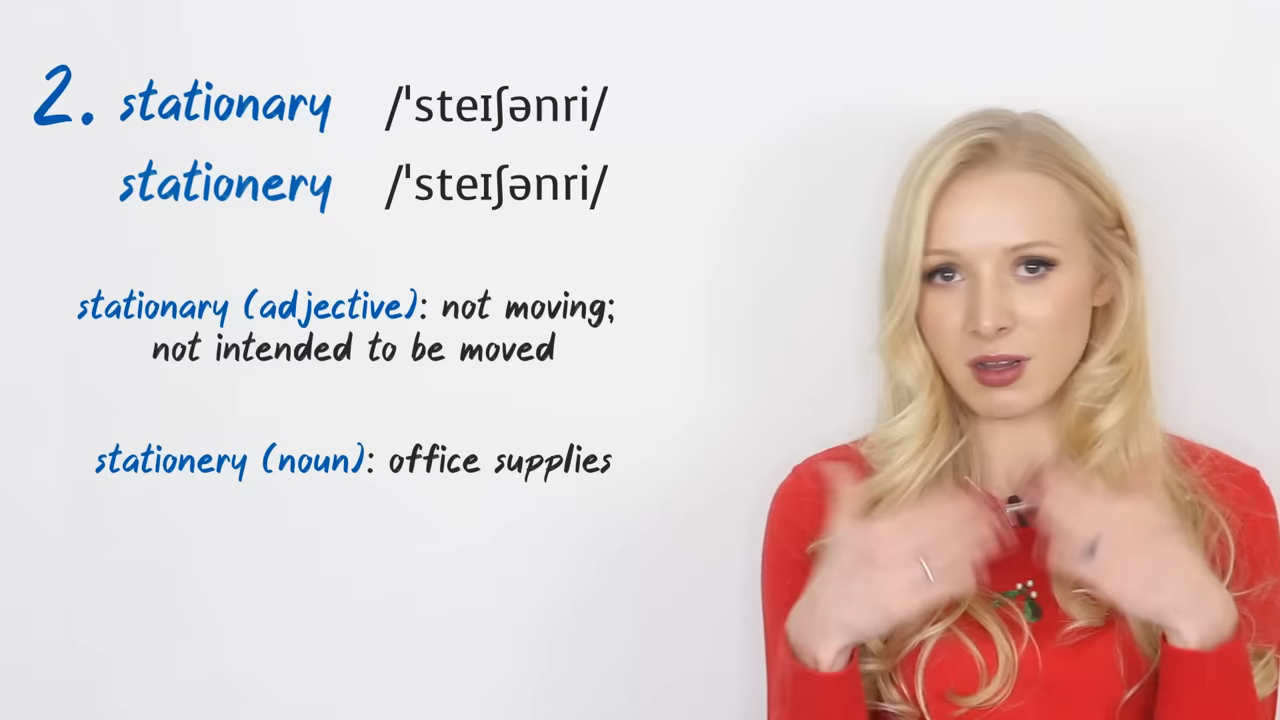 2. stationary /ˈsteɪʃənri/
stationery /ˈsteɪʃənri/
stationary (adjective): not moving;
not intended to be moved
stationery (noun): office supplies